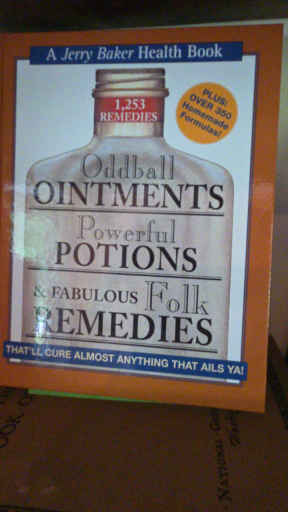 A Jerry Baker Health Book
1,253
REMEDIES
PLUS:
OVER 350
Homemade
Formulas!
Oddball
OINTMENTS
Powerful
POTIONS
& FABULOUS Folk
REMEDIES
THAT'LL CURE ALMOST ANYTHING THAT AILS YA!
NATIONAL